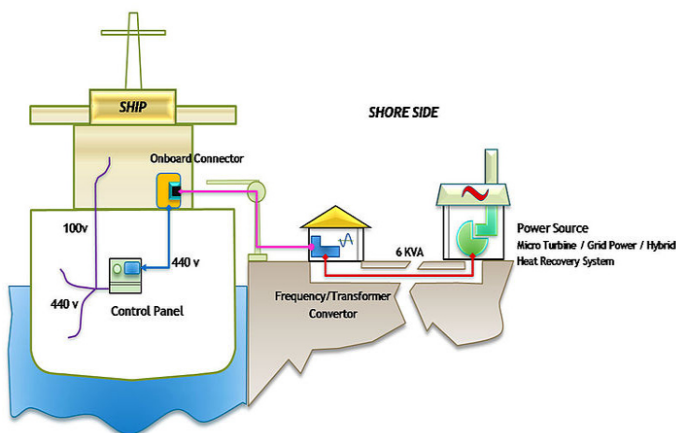 SHIP
SHORE SIDE
Onboard Connector
100v
440 v
440 v
Control Panel
6 KVA
Frequency/Transformer
Convertor
Power Source
Micro Turbine / Grid Power / Hybrid
Heat Recovery System